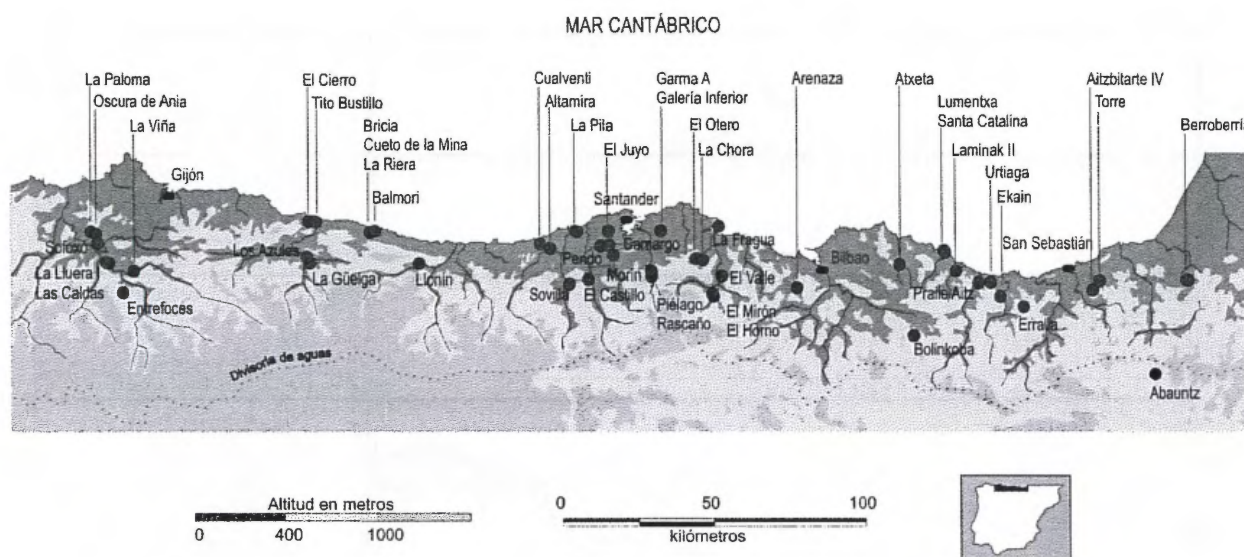 MAR CANTÁBRICO
La Paloma
Oscura de Ania
La Viña
Gijón
El Cierro
Tito Bustillo
Bricia
Cueto de la Mina
La Riera
Balmori
Cualventi
Altamira
La Pila
El Juyo
Santander
Garma A
Galería Inferior
El Otero
La Chora
Arenaza
Atxeta
Lumentxa
Santa Catalina
Laminak II
Urtiaga
Ekain
San Sebastián
Aitzbitarte IV
Torre
Berroberria
Sofoxó
La Lluera
Las Caldas
Entrefoces
Los Azules
La Güelga
Llonín
Pendo
Sovilla
El Castillo
Camargo
Morín
Piélago
Rascaño
La Fragua
El Valle
El Mirón
El Horno
Bilbao
Bolinkoba
Praile Aitz
Erralla
Abauntz
Divisoria de aguas
Altitud en metros
0 400 1000
0 50 100
kilómetros